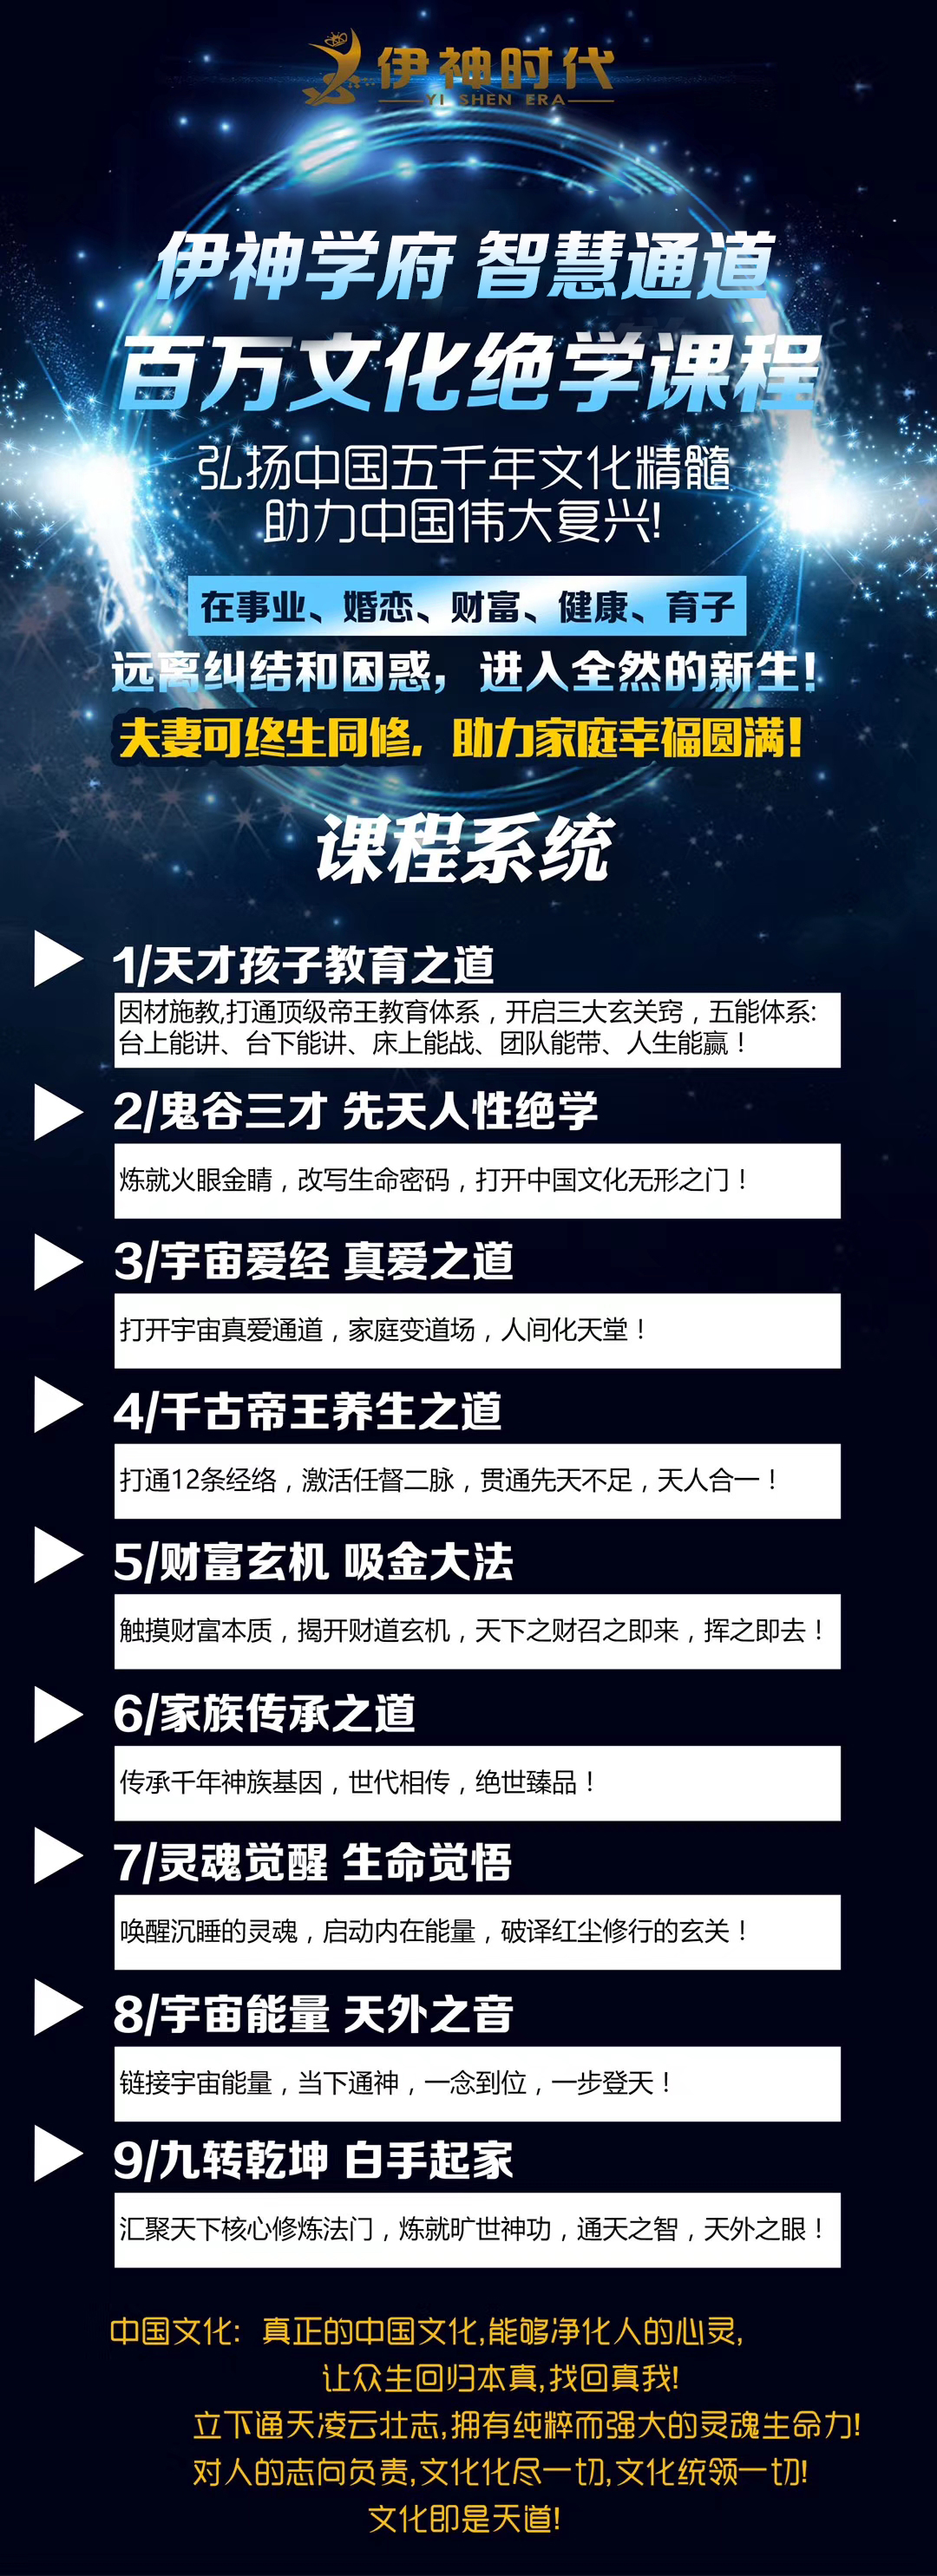 伊神时代
YI SHEN ERA
伊神学府 智慧通道
百万文化绝学课程
弘扬中国五千年文化精髓
助力中国伟大复兴!
在事业、婚恋、财富、健康、育子
远离纠结和困惑，进入全然的新生!
夫妻可终生同修，助力家庭幸福圆满!
课程系统
1/天才孩子教育之道
因材施教,打通顶级帝王教育体系，开启三大玄关窍，五能体系:
台上能讲、台下能讲、床上能战、团队能带、人生能赢！
2/鬼谷三才 先天人性绝学
炼就火眼金睛，改写生命密码，打开中国文化无形之门！
3/宇宙爱经 真爱之道
打开宇宙真爱通道，家庭变道场，人间化天堂！
4/千古帝王养生之道
打通12条经络，激活任督二脉，贯通先天不足，天人合一！
5/财富玄机 吸金大法
触摸财富本质，揭开财道玄机，天下之财召之即来，挥之即去！
6/家族传承之道
传承千年神族基因，世代相传，绝世臻品！
7/灵魂觉醒 生命觉悟
唤醒沉睡的灵魂，启动内在能量，破译红尘修行的玄关！
8/宇宙能量 天外之音
链接宇宙能量，当下通神，一念到位，一步登天！
9/九转乾坤 白手起家
汇聚天下核心修炼法门，炼就旷世神功，通天之智，天外之眼！
中国文化：真正的中国文化,能够净化人的心灵,
让众生回归本真,找回真我!
立下通天凌云壮志,拥有纯粹而强大的灵魂生命力!
对人的志向负责,文化化尽一切,文化统领一切!
文化即是天道!